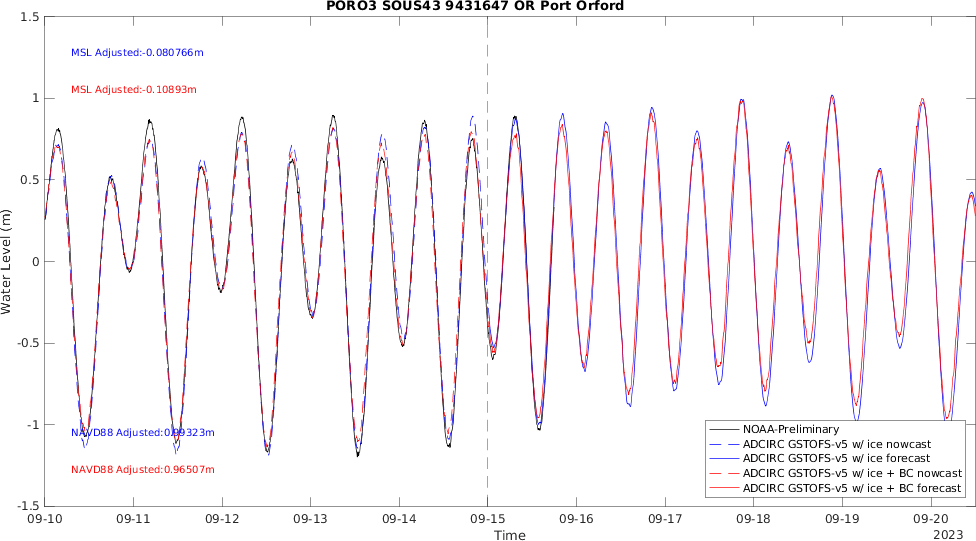 PORO3 SOUS43 9431647 OR Port Orford
1.5
1
0.5
0
-0.5
-1
-1.5
Water Level (m)
MSL Adjusted:-0.080766m
MSL Adjusted:-0.10893m
NAVD88 Adjusted:0.99323m
NAVD88 Adjusted:0.96507m
NOAA-Preliminary
ADCIRC GSTOFS-v5 w/ ice nowcast
ADCIRC GSTOFS-v5 w/ ice forecast
ADCIRC GSTOFS-v5 w/ ice + BC nowcast
ADCIRC GSTOFS-v5 w/ ice + BC forecast
09-10 09-11 09-12 09-13 09-14 09-15 09-16 09-17 09-18 09-19 09-20
Time
2023